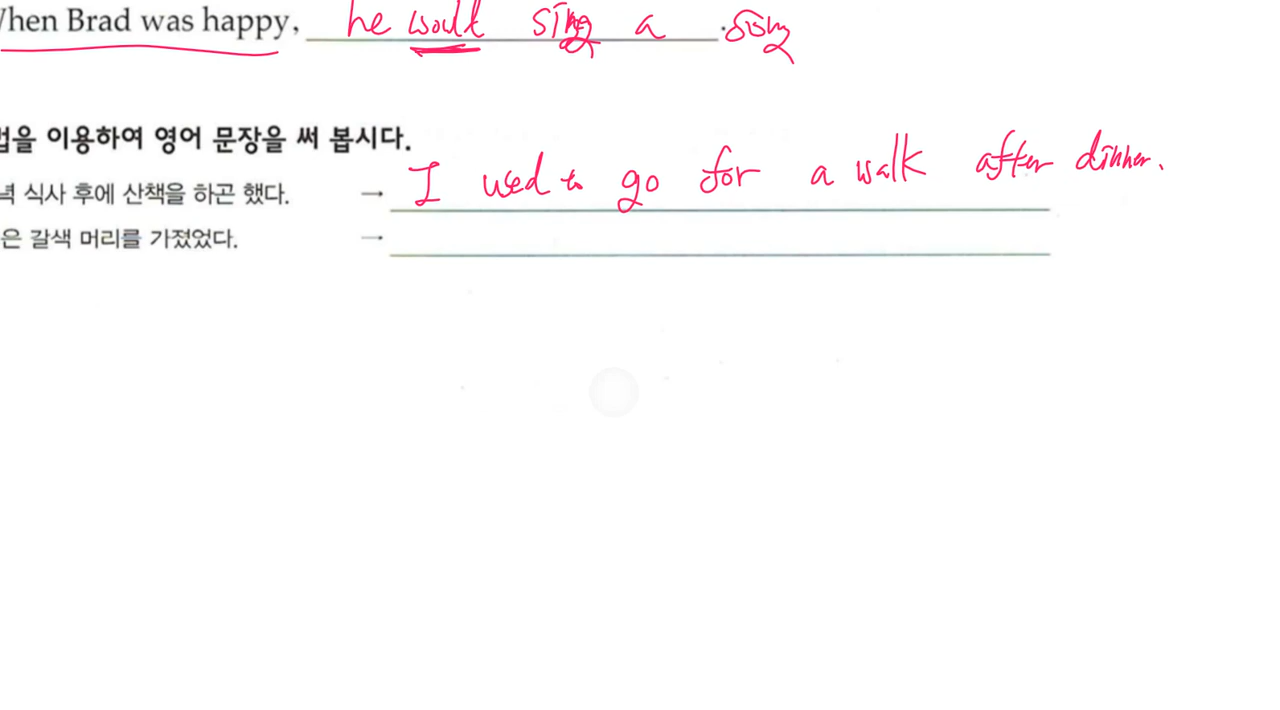 hen Brad was happy, he would sing a song.
법을 이용하여 영어 문장을 써 봅시다.
녁 식사 후에 산책을 하곤 했다. → I used to go for a walk after dinner.
은 갈색 머리를 가졌었다. →